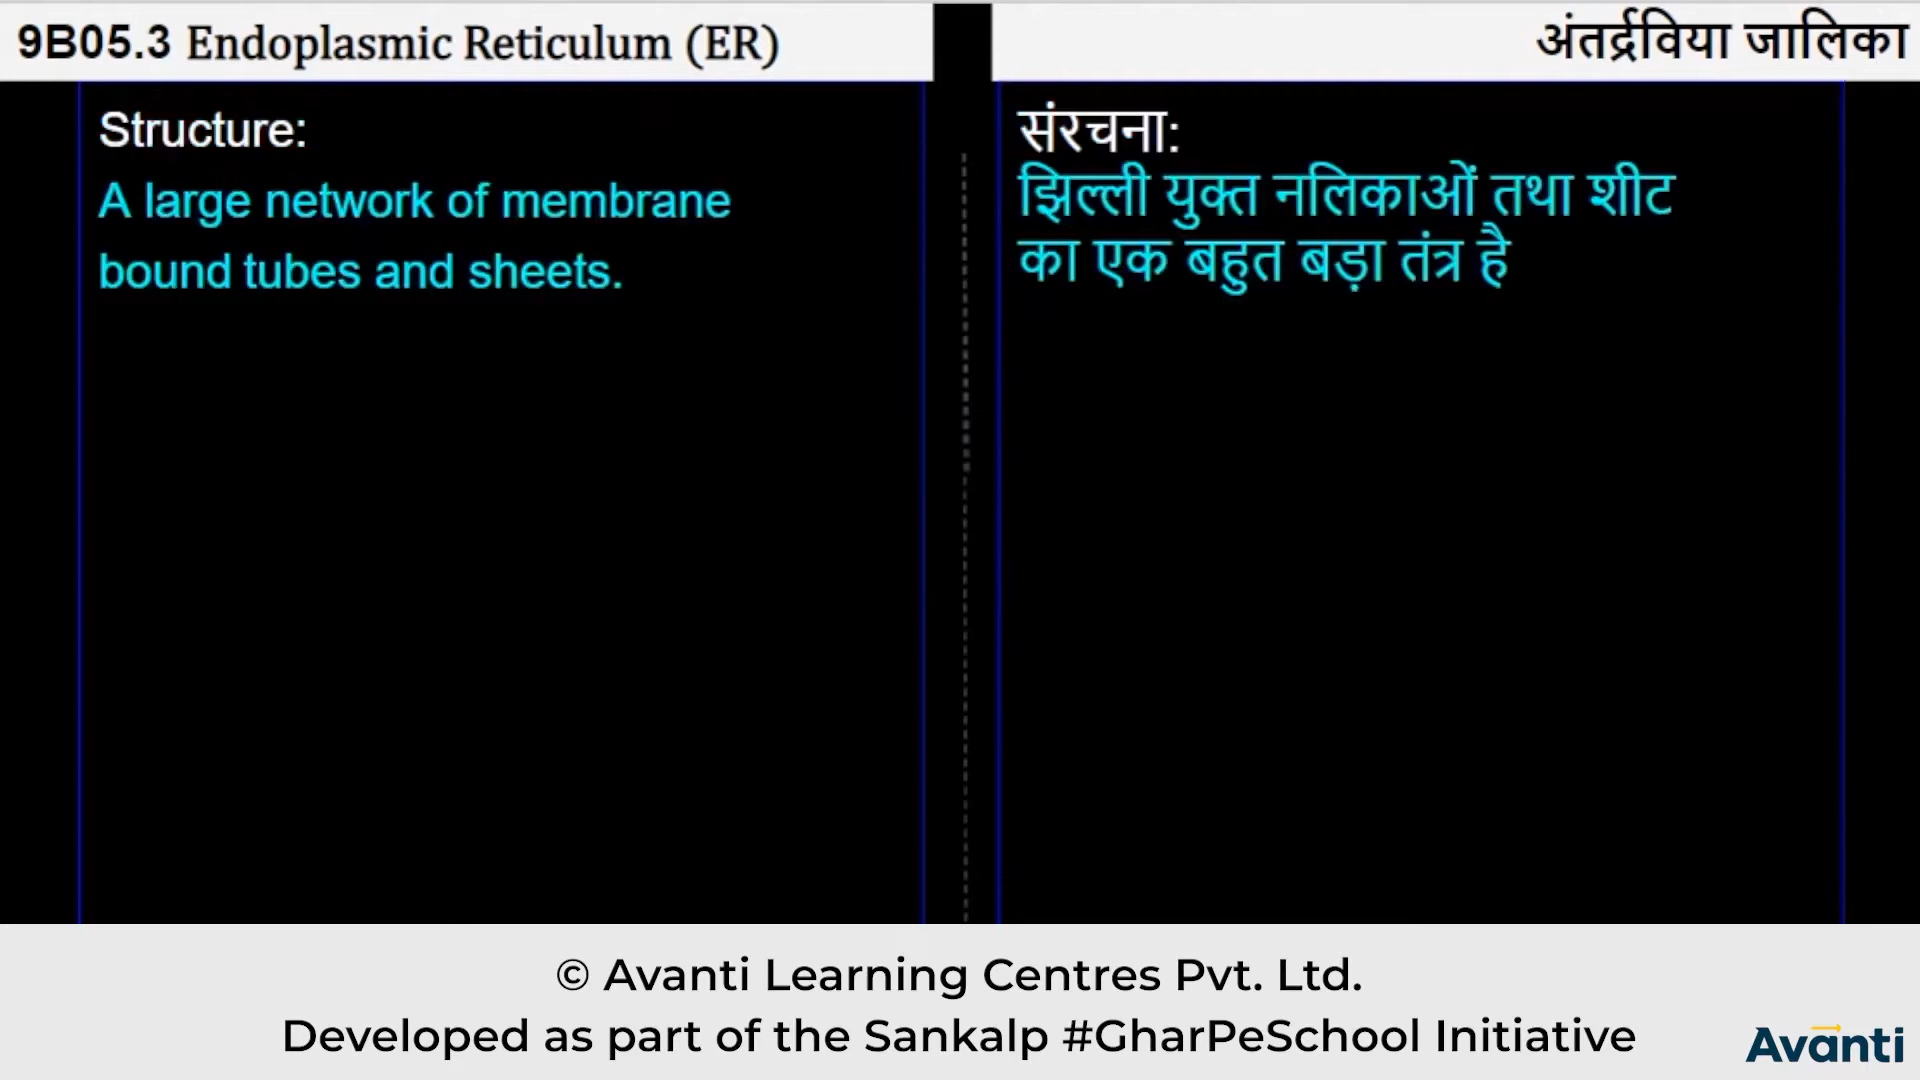 9B05.3 Endoplasmic Reticulum (ER)
अंतर्द्रविया जालिका
Structure:
A large network of membrane
bound tubes and sheets.
संरचना:
झिल्ली युक्त नलिकाओं तथा शीट
का एक बहुत बड़ा तंत्र है
© Avanti Learning Centres Pvt. Ltd.
Developed as part of the Sankalp #GharPeSchool Initiative
Avanti